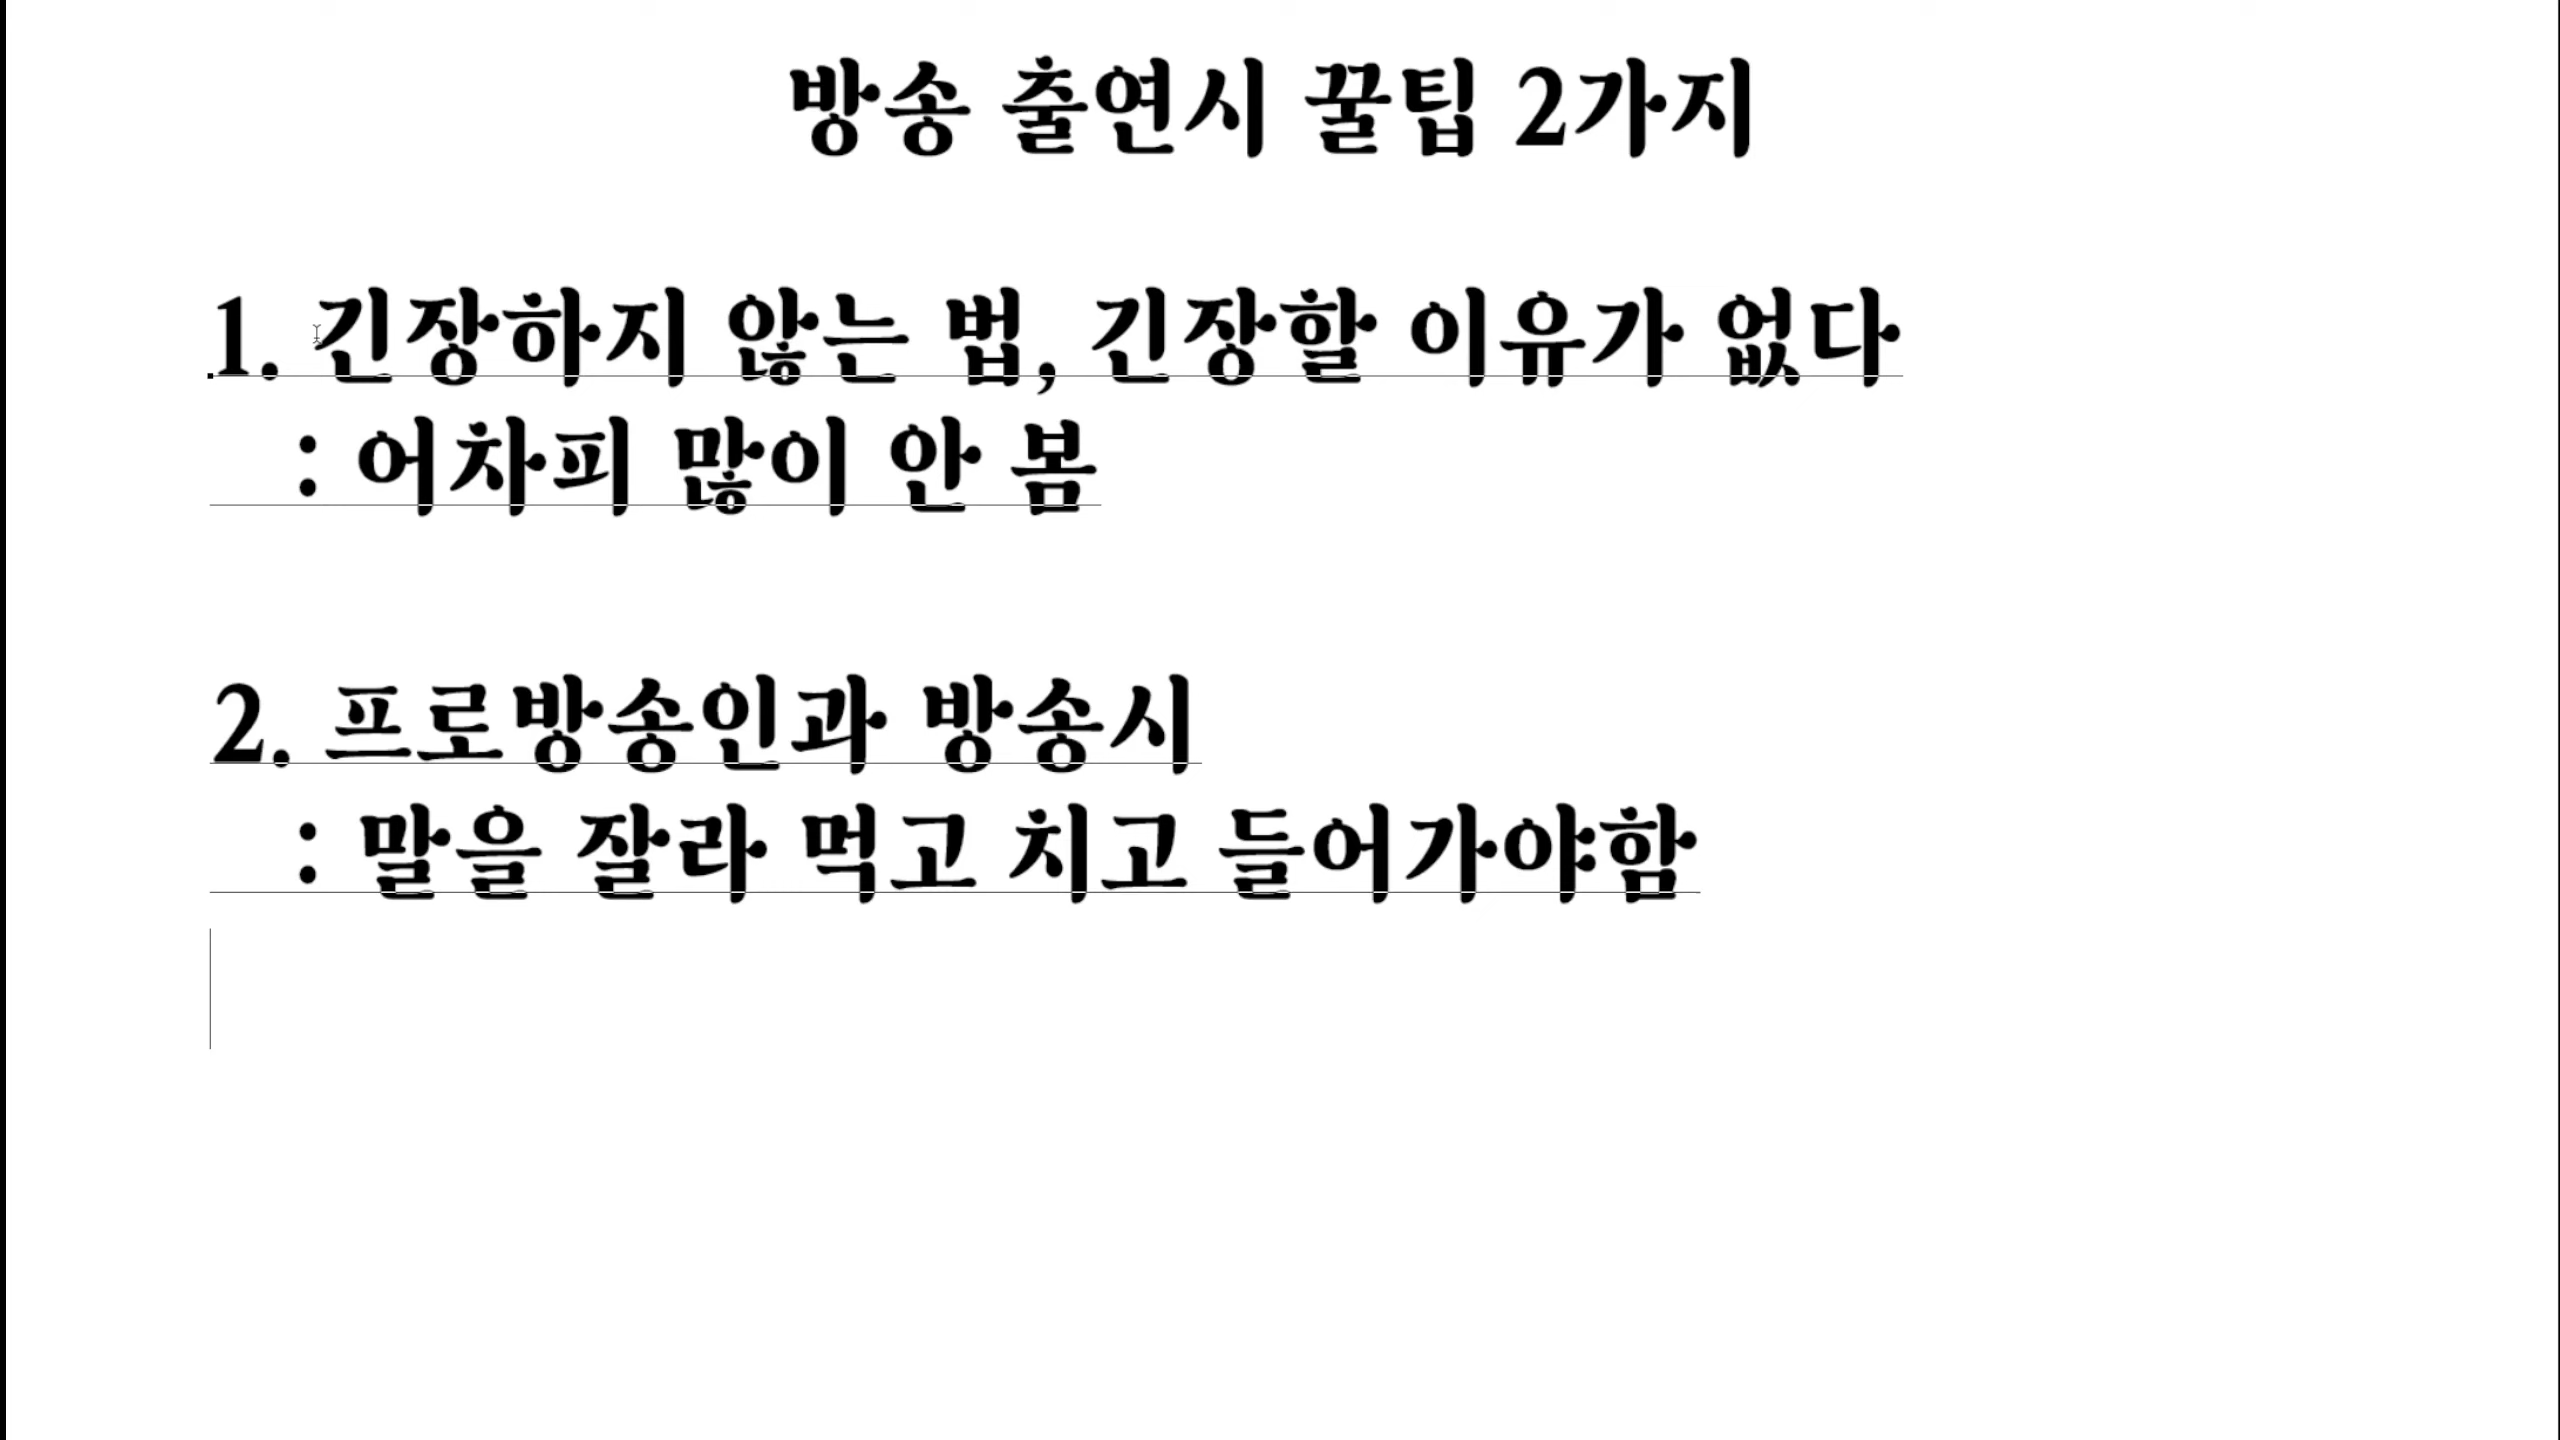 방송 출연시 꿀팁 2가지
1. 긴장하지 않는 법, 긴장할 이유가 없다
: 어차피 많이 안 봄
2. 프로방송인과 방송시
: 말을 잘라 먹고 치고 들어가야함